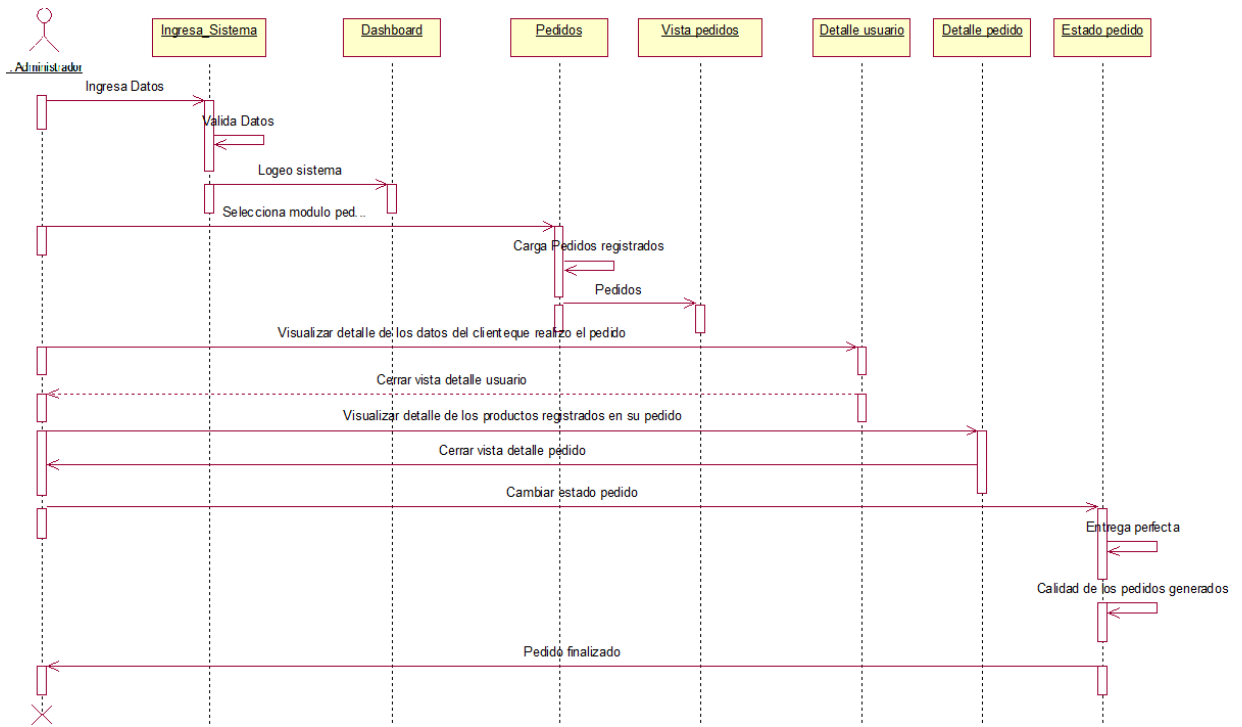 Ingresa_Sistema
Dashboard
Pedidos
Vista pedidos
Detalle usuario
Detalle pedido
Estado pedido
: Administrador
Ingresa Datos
Valida Datos
Logeo sistema
Selecciona modulo ped...
Carga Pedidos registrados
Pedidos
Visualizar detalle de los datos del clienteque realizo el pedido
Cerrar vista detalle usuario
Visualizar detalle de los productos registrados en su pedido
Cerrar vista detalle pedido
Cambiar estado pedido
Entrega perfecta
Calidad de los pedidos generados
Pedido finalizado